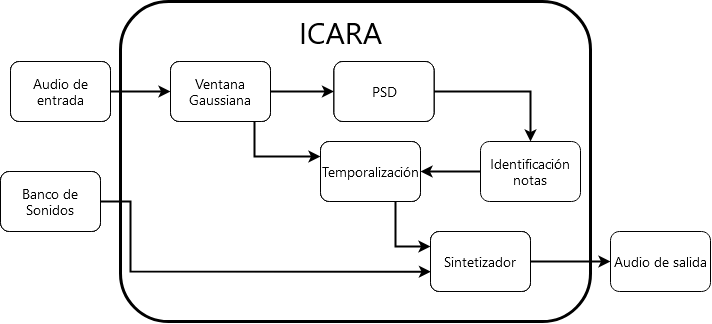 ICARA
Audio de
entrada
Ventana
Gaussiana
PSD
Temporalización
Identificación
notas
Banco de
Sonidos
Sintetizador
Audio de salida